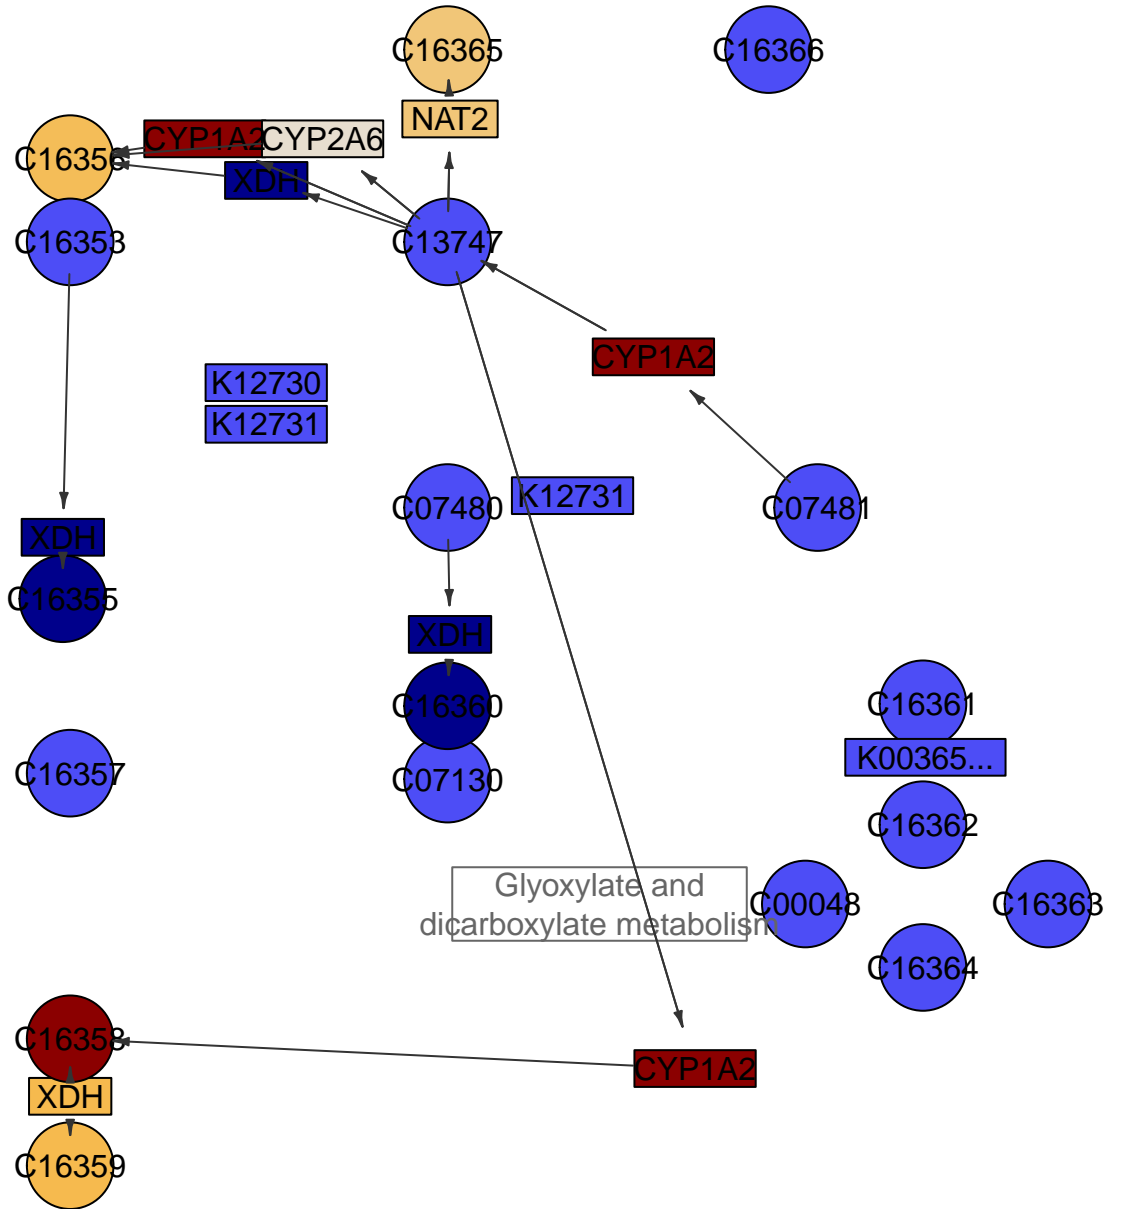 C16365
C16366
NAT2
CYP1A2
CYP2A6
C16356
XDH
C16353
C13747
CYP1A2
K12730
K12731
C07480
K12731
C07481
XDH
C16355
XDH
C16360
C16361
K00365...
C16357
C07130
C16362
Glyoxylate and
dicarboxylate metabolism
C00048
C16363
C16364
C16358
CYP1A2
XDH
C16359